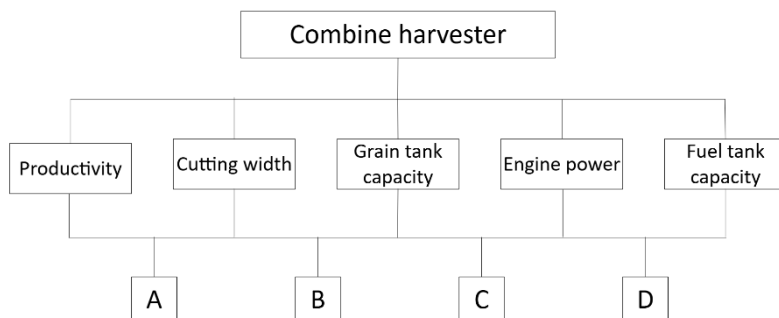 Combine harvester
Productivity
Cutting width
Grain tank
capacity
Engine power
Fuel tank
capacity
A
B
C
D